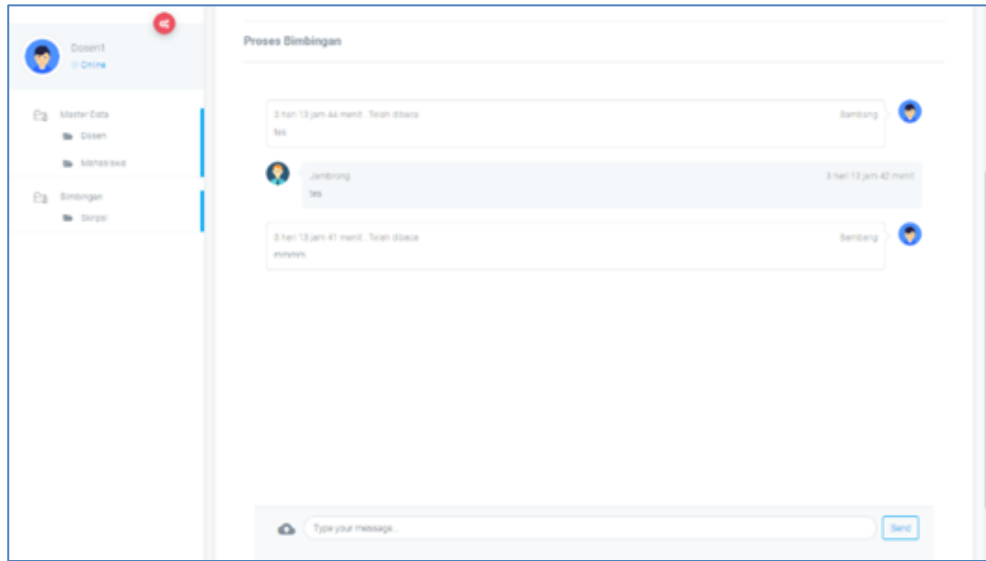 Dosen1
Online
Master Data
Dosen
Mahasiswa
Bimbingan
Skripsi
Proses Bimbingan
3 hari 13 jam 44 menit . Telah dibaca
Bambang
tes
Jambrong
3 hari 13 jam 42 menit
tes
3 hari 13 jam 41 menit . Telah dibaca
Bambang
Type your message..
Send